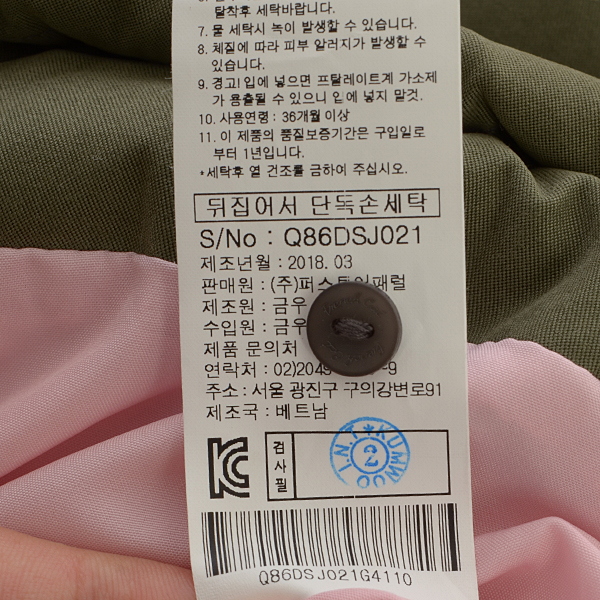 탈착후 세탁바랍니다.
7. 물 세탁시 녹이 발생할 수 있습니다.
8. 체질에 따라 피부 알러지가 발생할 수
있습니다.
9. 경고! 입에 넣으면 프탈레이트계 가소제
가 용출될 수 있으니 입에 넣지 말것.
10. 사용연령 : 36개월 이상
11. 이 제품의 품질보증기간은 구입일로
부터 1년입니다.
*세탁후 열 건조를 금하여 주십시오.
뒤집어서 단독손세탁
S/No : Q86DSJ021
제조년월 : 2018. 03
판매원 : (주)퍼스트어패럴
제조원 : 금우
수입원 : 금우
제품 문의처
연락처 : 02)2049
주소 : 서울 광진구 구의강변로91
제조국 : 베트남
검사필
I.N.T*KUMWOO
2
Q86DSJ021G4110